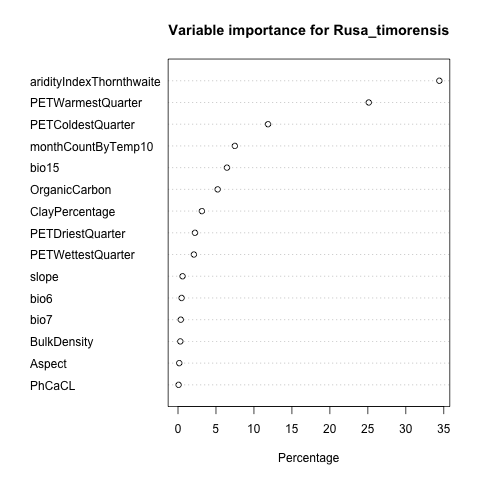 Variable importance for Rusa_timorensis
aridityIndexThornthwaite
PETWarmestQuarter
PETColdestQuarter
monthCountByTemp10
bio15
OrganicCarbon
ClayPercentage
PETDriestQuarter
PETWettestQuarter
slope
bio6
bio7
BulkDensity
Aspect
PhCaCL
0 5 10 15 20 25 30 35
Percentage